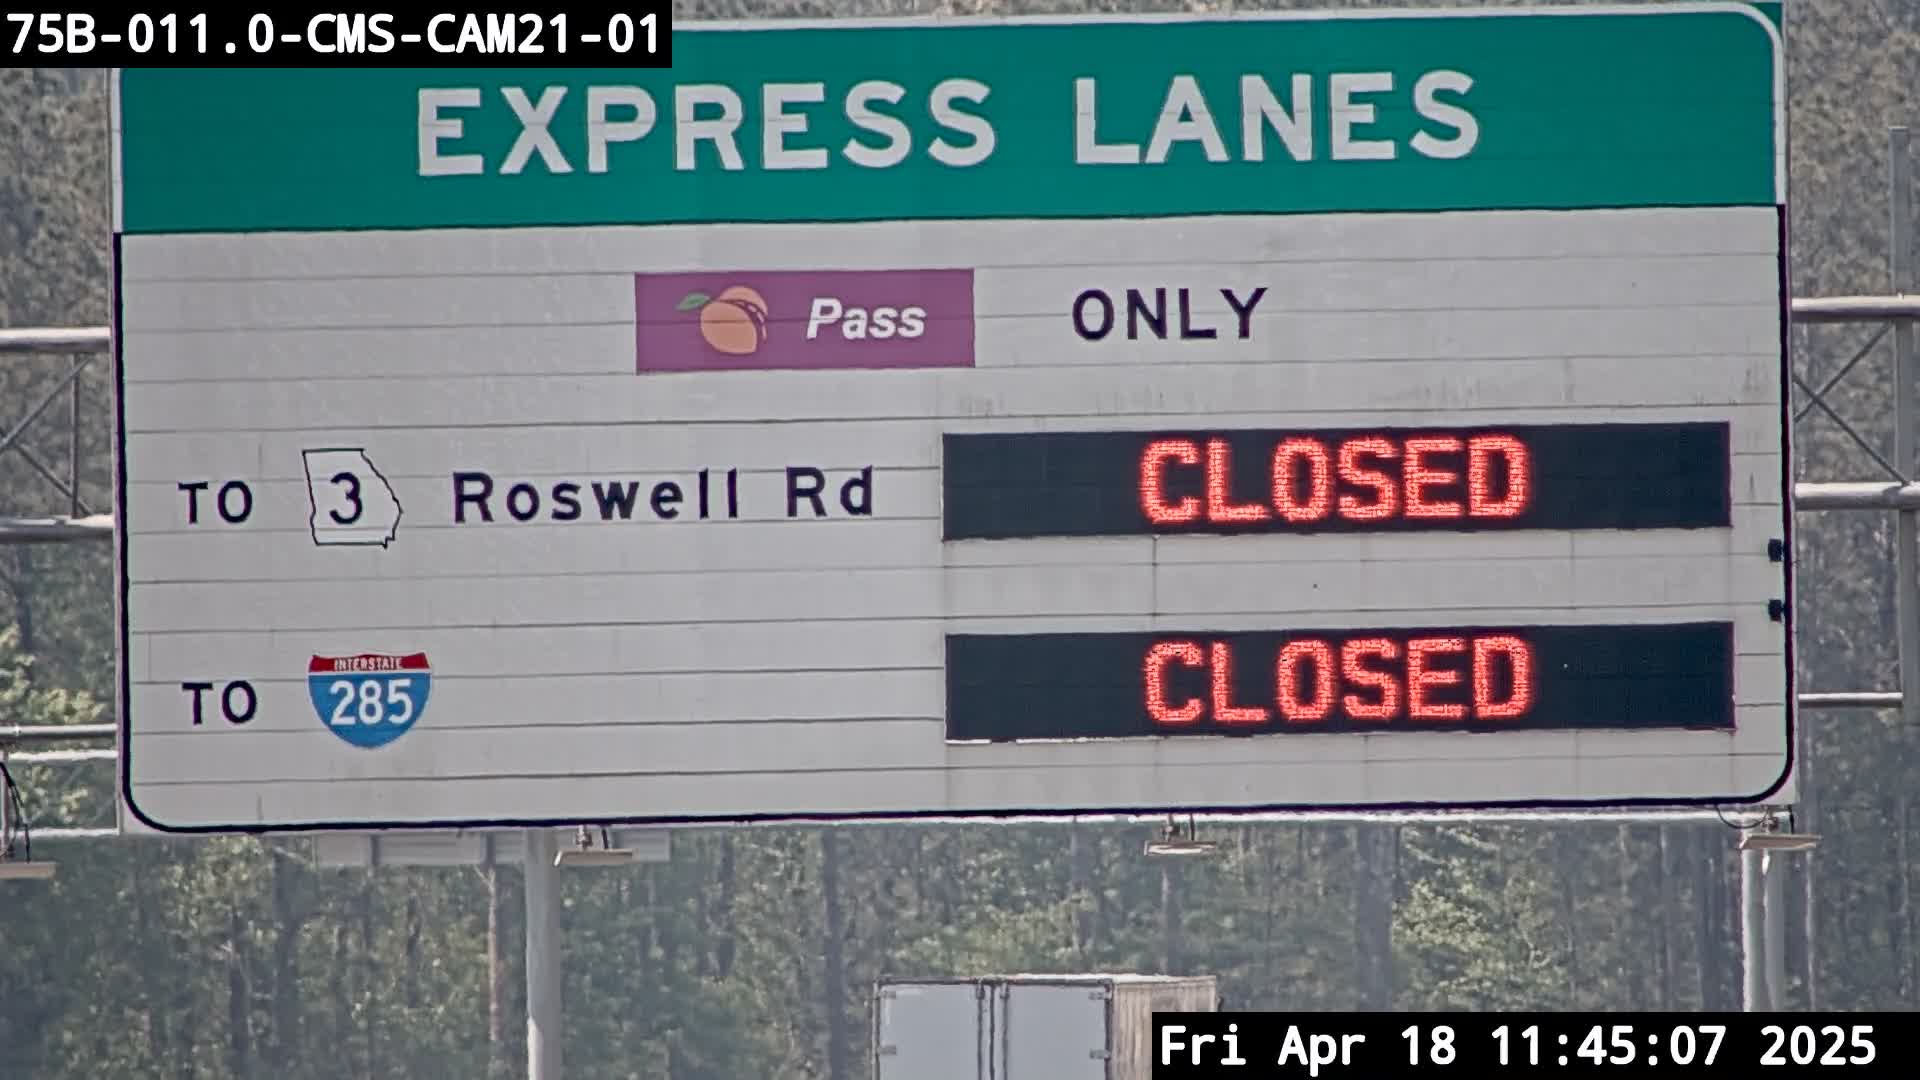 75B-011.0-CMS-CAM21-01
EXPRESS LANES
Pass ONLY
TO 3 Roswell Rd CLOSED
TO INTERSTATE 285 CLOSED
Fri Apr 18 11:45:07 2025